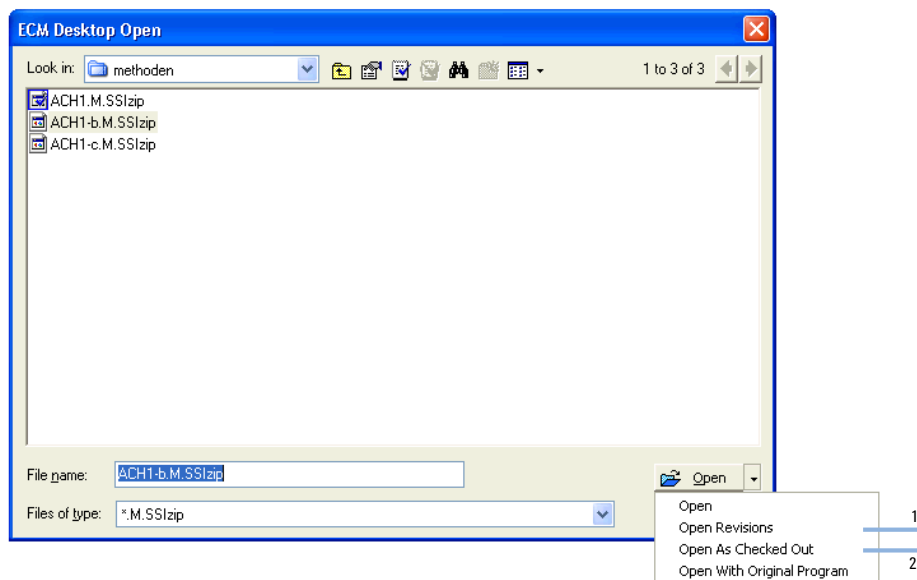 ECM Desktop Open
Look in: methoden 1 to 3 of 3
ACH1.M.SSIzip
ACH1-b.M.SSIzip
ACH1-c.M.SSIzip
File name: ACH1-b.M.SSIzip Open
Files of type: *.M.SSIzip
Open
Open Revisions 1
Open As Checked Out
Open With Original Program 2